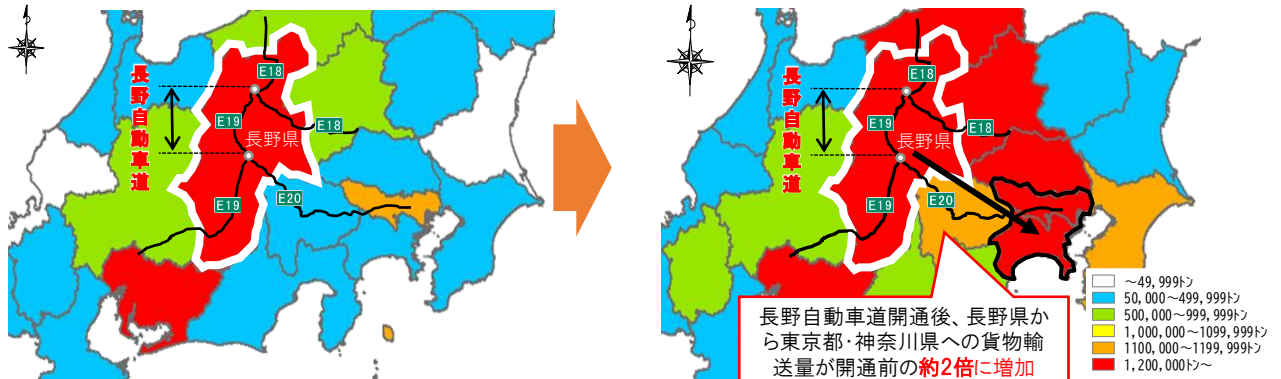 長野自動車道
E18
E19
長野県
E18
E19
E20
長野自動車道
E18
E19
長野県
E18
E19
E20
長野自動車道開通後、長野県か
ら東京都・神奈川県への貨物輸
送量が開通前の約2倍に増加
～49,999トン
50,000～499,999トン
500,000～999,999トン
1,000,000～1099,999トン
1100,000～1199,999トン
1,200,000トン～